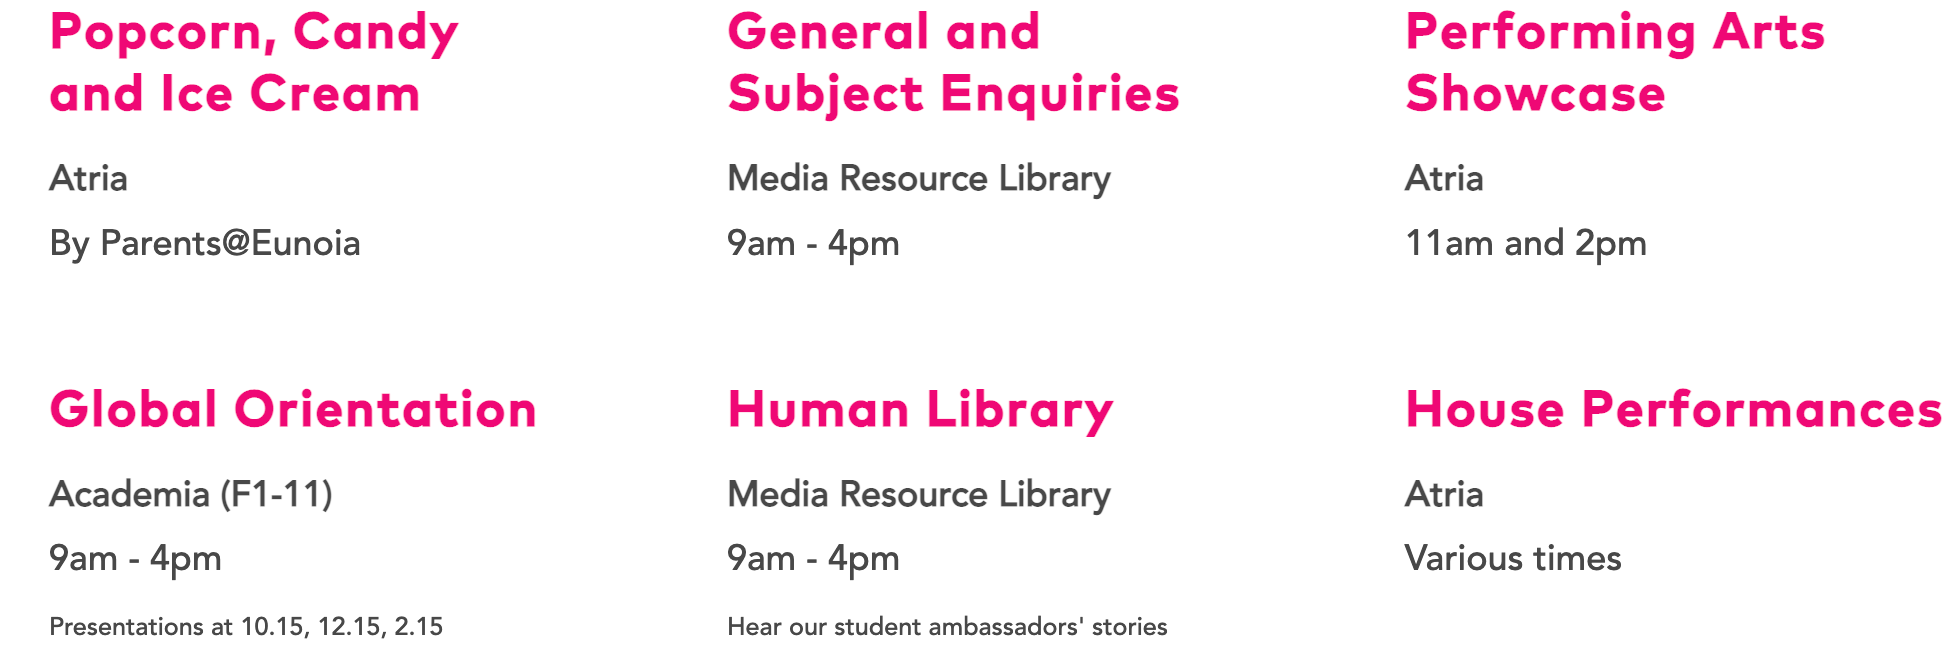 Popcorn, Candy
and Ice Cream
Atria
By Parents@Eunoia
General and
Subject Enquiries
Media Resource Library
9am - 4pm
Performing Arts
Showcase
Atria
11am and 2pm
Global Orientation
Academia (F1-11)
9am - 4pm
Presentations at 10.15, 12.15, 2.15
Human Library
Media Resource Library
9am - 4pm
Hear our student ambassadors' stories
House Performances
Atria
Various times